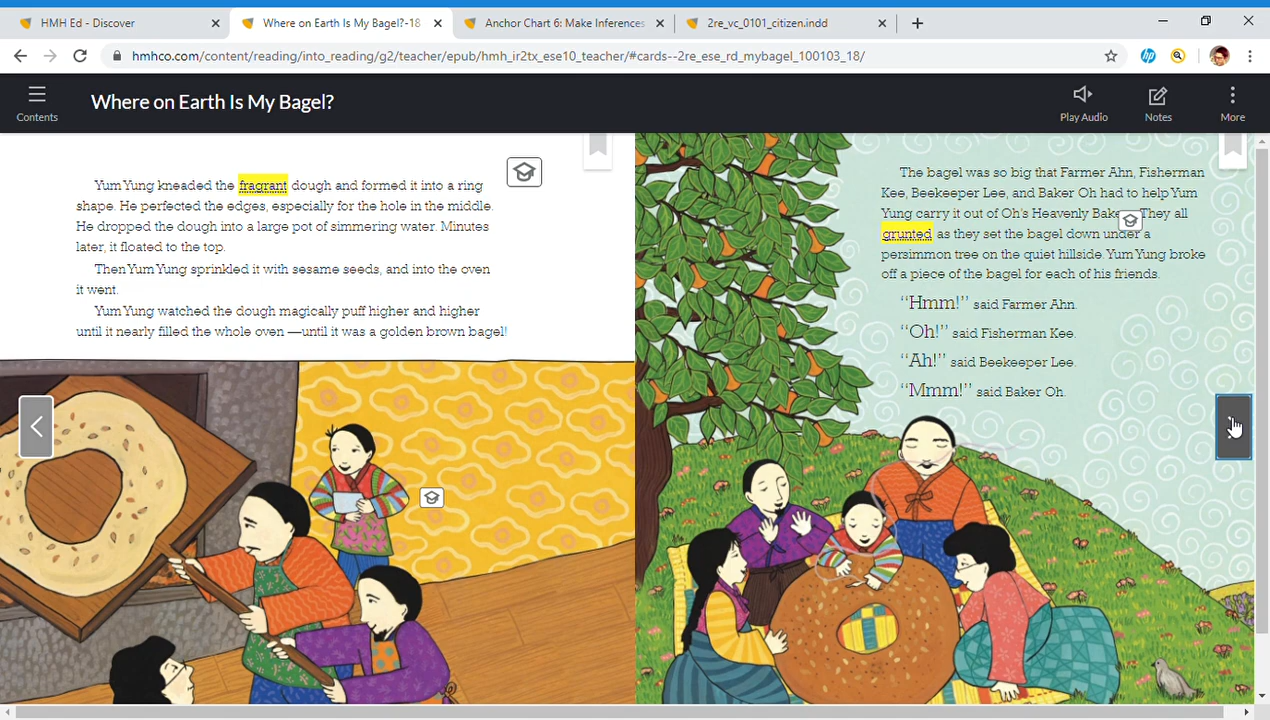 HMH Ed - Discover
Where on Earth Is My Bagel?-18
Anchor Chart 6: Make Inferences
2re_vc_0101_citizen.indd
hmhco.com/content/reading/into_reading/g2/teacher/epub/hmh_ir2tx_ese10_teacher/#cards--2re_ese_rd_mybagel_100103_18/
Contents
Where on Earth Is My Bagel?
Play Audio
Notes
More
Yum Yung kneaded the fragrant dough and formed it into a ring
shape. He perfected the edges, especially for the hole in the middle.
He dropped the dough into a large pot of simmering water. Minutes
later, it floated to the top.
Then Yum Yung sprinkled it with sesame seeds, and into the oven
it went.
Yum Yung watched the dough magically puff higher and higher
until it nearly filled the whole oven —until it was a golden brown bagel!
The bagel was so big that Farmer Ahn, Fisherman
Kee, Beekeeper Lee, and Baker Oh had to help Yum
Yung carry it out of Oh's Heavenly They all
grunted as they set the bagel down under a
persimmon tree on the quiet hillside. Yum Yung broke
off a piece of the bagel for each of his friends.
“Hmm!” said Farmer Ahn.
“Oh!” said Fisherman Kee.
“Ah!” said Beekeeper Lee.
“Mmm!” said Baker Oh.